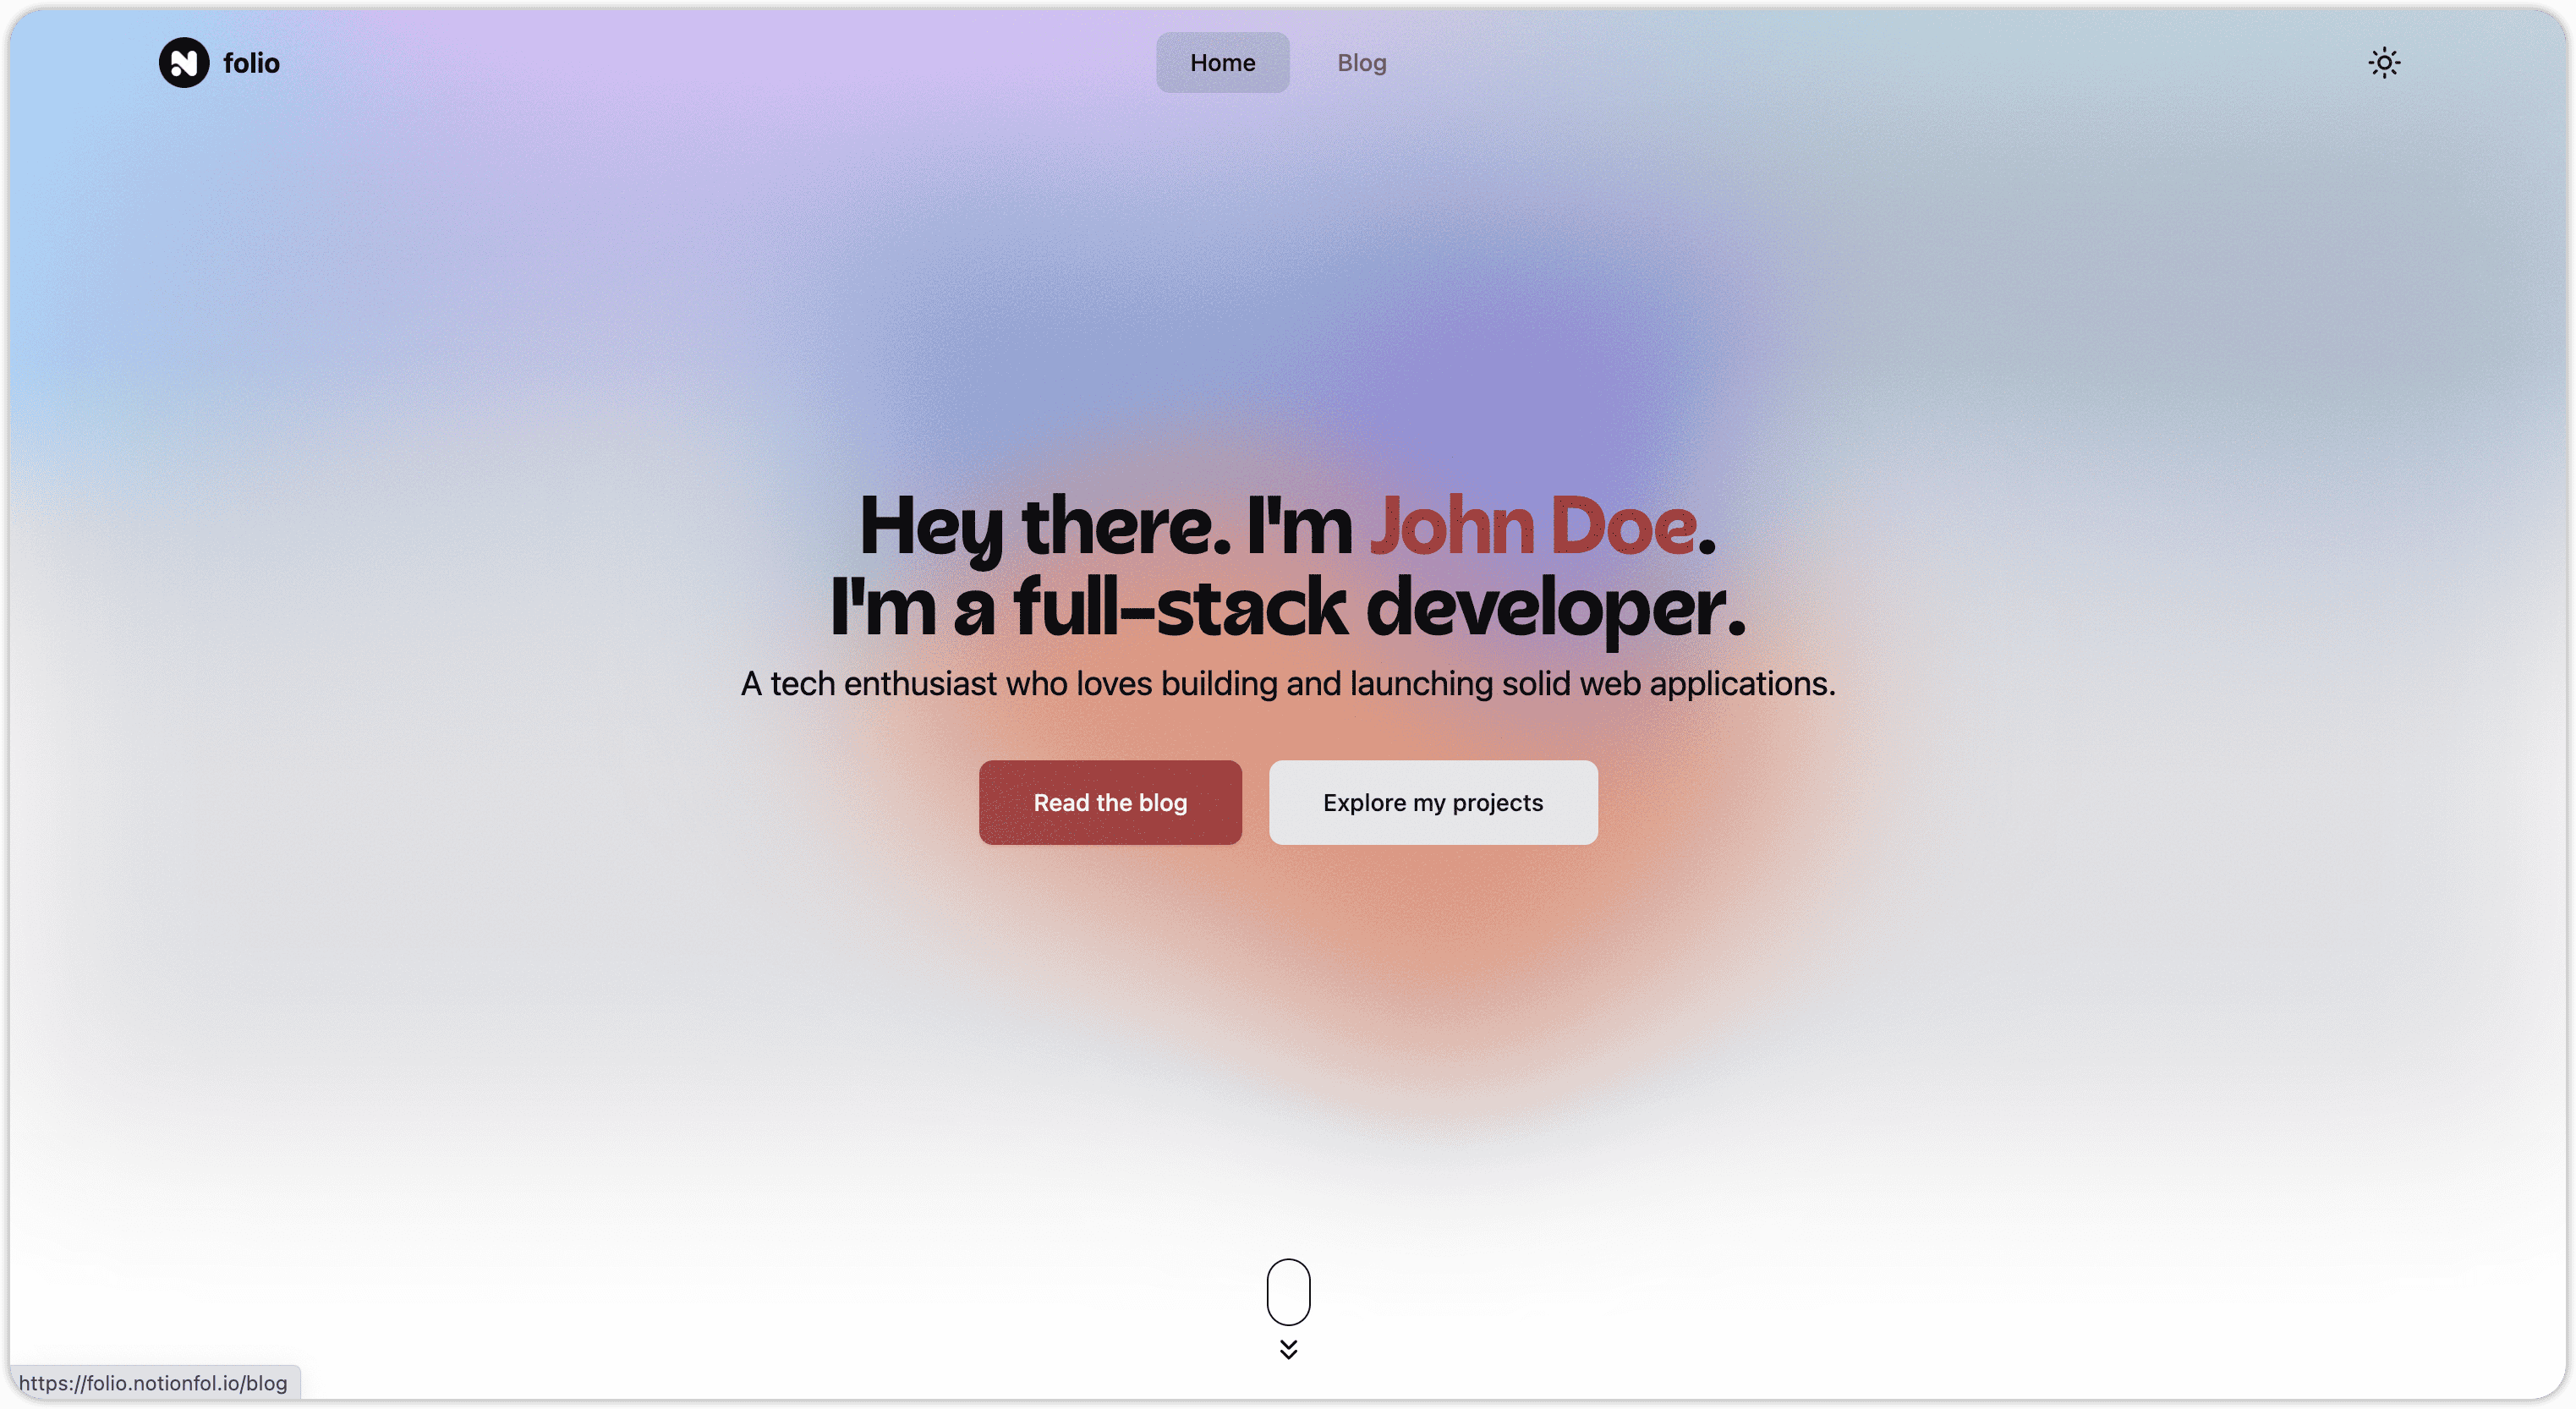 folio
Home
Blog
Hey there. I'm John Doe.
I'm a full-stack developer.
A tech enthusiast who loves building and launching solid web applications.
Read the blog
Explore my projects
https://folio.notionfol.io/blog